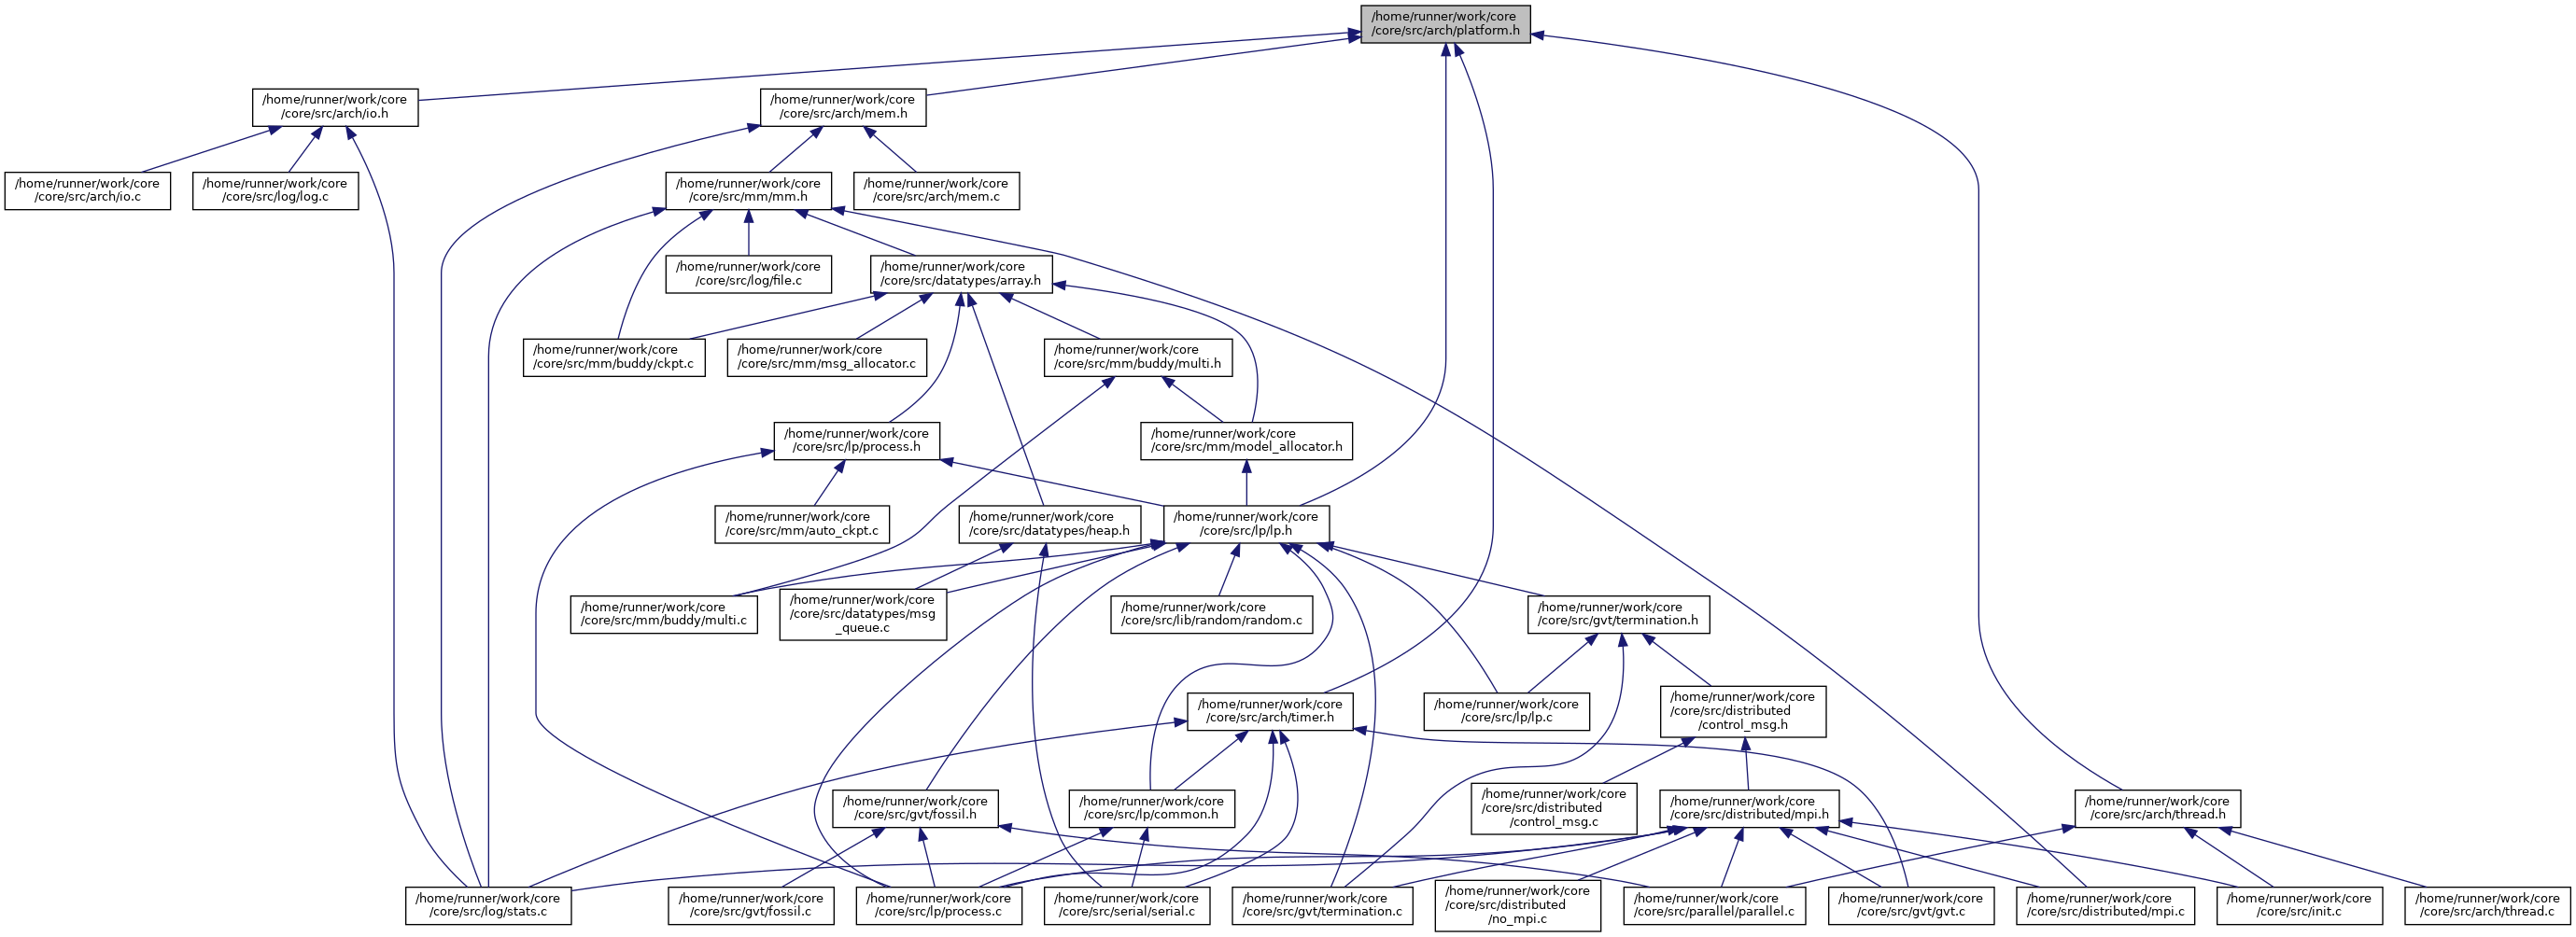 /home/runner/work/core
/core/src/arch/platform.h
/home/runner/work/core
/core/src/arch/io.h
/home/runner/work/core
/core/src/arch/mem.h
/home/runner/work/core
/core/src/arch/io.c
/home/runner/work/core
/core/src/log/log.c
/home/runner/work/core
/core/src/mm/mm.h
/home/runner/work/core
/core/src/arch/mem.c
/home/runner/work/core
/core/src/log/file.c
/home/runner/work/core
/core/src/datatypes/array.h
/home/runner/work/core
/core/src/mm/buddy/ckpt.c
/home/runner/work/core
/core/src/mm/msg_allocator.c
/home/runner/work/core
/core/src/mm/buddy/multi.h
/home/runner/work/core
/core/src/lp/process.h
/home/runner/work/core
/core/src/mm/model_allocator.h
/home/runner/work/core
/core/src/mm/auto_ckpt.c
/home/runner/work/core
/core/src/datatypes/heap.h
/home/runner/work/core
/core/src/lp/lp.h
/home/runner/work/core
/core/src/mm/buddy/multi.c
/home/runner/work/core
/core/src/datatypes/msg
_queue.c
/home/runner/work/core
/core/src/lib/random/random.c
/home/runner/work/core
/core/src/gvt/termination.h
/home/runner/work/core
/core/src/arch/timer.h
/home/runner/work/core
/core/src/lp/lp.c
/home/runner/work/core
/core/src/distributed
/control_msg.h
/home/runner/work/core
/core/src/gvt/fossil.h
/home/runner/work/core
/core/src/lp/common.h
/home/runner/work/core
/core/src/distributed
/control_msg.c
/home/runner/work/core
/core/src/distributed/mpi.h
/home/runner/work/core
/core/src/arch/thread.h
/home/runner/work/core
/core/src/log/stats.c
/home/runner/work/core
/core/src/gvt/fossil.c
/home/runner/work/core
/core/src/lp/process.c
/home/runner/work/core
/core/src/serial/serial.c
/home/runner/work/core
/core/src/gvt/termination.c
/home/runner/work/core
/core/src/distributed
/no_mpi.c
/home/runner/work/core
/core/src/parallel/parallel.c
/home/runner/work/core
/core/src/gvt/gvt.c
/home/runner/work/core
/core/src/distributed/mpi.c
/home/runner/work/core
/core/src/init.c
/home/runner/work/core
/core/src/arch/thread.c